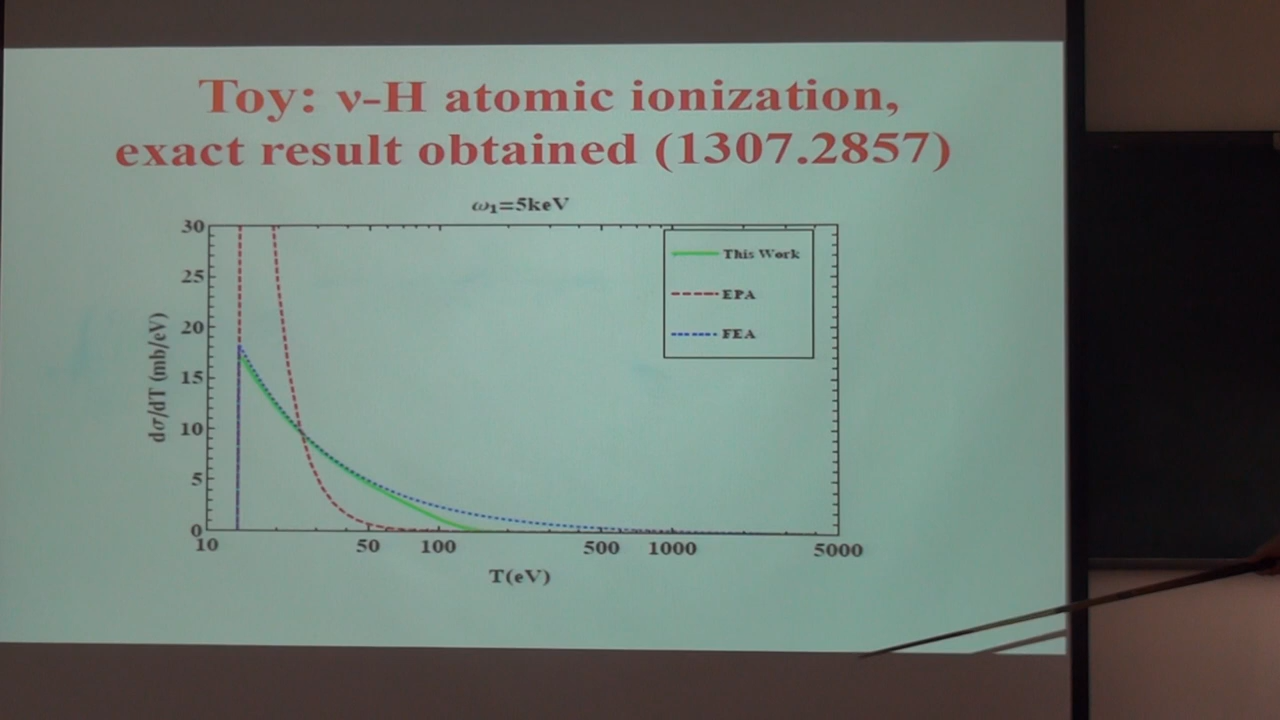 Toy: ν-H atomic ionization,
exact result obtained (1307.2857)
ω₁=5keV
30
25
20
15
10
5
0
dσ/dT (mb/eV)
This Work
EPA
FEA
10
50
100
500
1000
5000
T(eV)